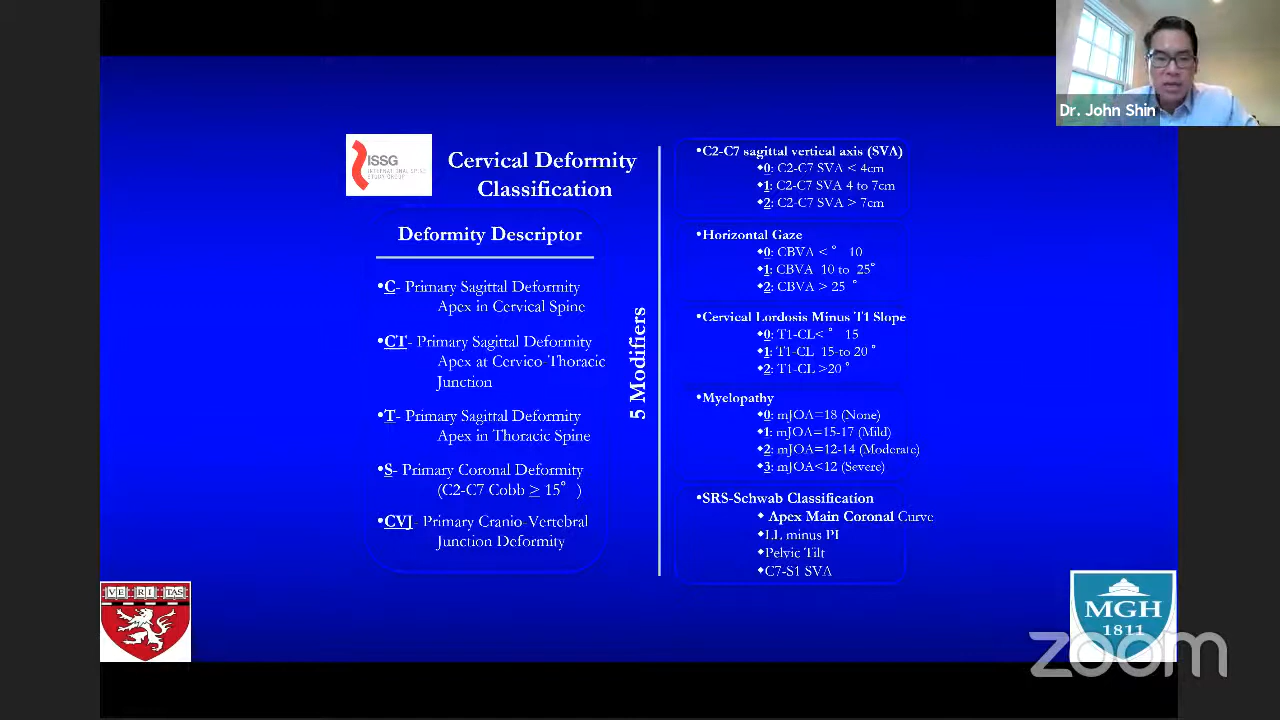 Dr. John Shin
ISSG
INTERNATIONAL SPINE
STUDY GROUP
Cervical Deformity
Classification
Deformity Descriptor
•C- Primary Sagittal Deformity
Apex in Cervical Spine
•CT- Primary Sagittal Deformity
Apex at Cervico-Thoracic
Junction
•T- Primary Sagittal Deformity
Apex in Thoracic Spine
•S- Primary Coronal Deformity
(C2-C7 Cobb ≥ 15° )
•CVJ- Primary Cranio-Vertebral
Junction Deformity
5 Modifiers
•C2-C7 sagittal vertical axis (SVA)
◆0: C2-C7 SVA < 4cm
◆1: C2-C7 SVA 4 to 7cm
◆2: C2-C7 SVA > 7cm
•Horizontal Gaze
◆0: CBVA < ° 10
◆1: CBVA 10 to 25°
◆2: CBVA > 25 °
•Cervical Lordosis Minus T1 Slope
◆0: T1-CL< ° 15
◆1: T1-CL 15-to 20 °
◆2: T1-CL >20 °
•Myelopathy
◆0: mJOA=18 (None)
◆1: mJOA=15-17 (Mild)
◆2: mJOA=12-14 (Moderate)
◆3: mJOA<12 (Severe)
•SRS-Schwab Classification
◆ Apex Main Coronal Curve
◆LL minus PI
◆Pelvic Tilt
◆C7-S1 SVA
VE RI TAS
MGH
1811
zoom